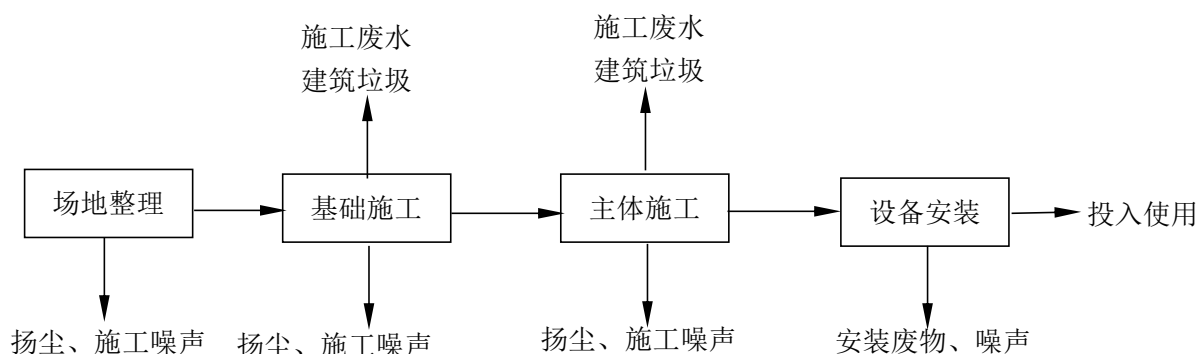 施工废水
建筑垃圾
施工废水
建筑垃圾
场地整理
基础施工
主体施工
设备安装
投入使用
扬尘、施工噪声
扬尘、施工噪声
扬尘、施工噪声
安装废物、噪声